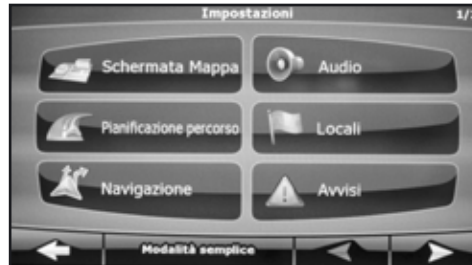 Impostazioni
Schermata Mappa
Audio
Pianificazione percorso
Locali
Navigazione
Avvisi
Modalità semplice